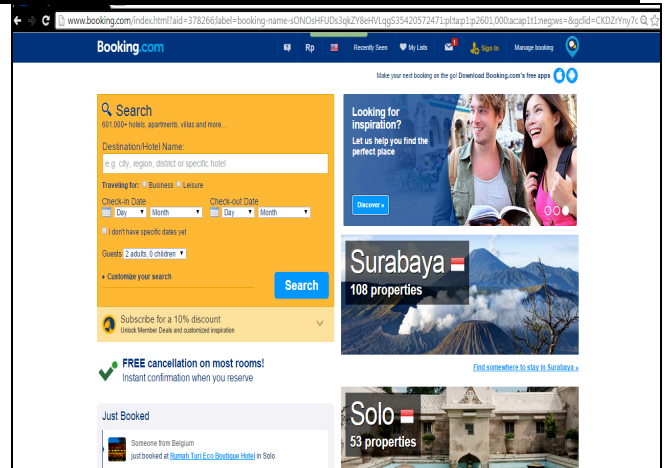 www.booking.com/index.html?aid=378266;label=booking-name-sONOsHFUDs3qkZY8eHVLqgS35420572471:pl:ta:p1:p2601,000:acap1t1:neg;ws=&gclid=CKDZrYny7c
Booking.com
Rp
Recently Seen
My Lists
1
Sign In
Manage booking
Make your next booking on the go! Download Booking.com's free apps
Search
601,000+ hotels, apartments, villas and more...
Destination/Hotel Name:
e.g. city, region, district or specific hotel
Traveling for: Business Leisure
Check-in Date
Check-out Date
Day Month
Day Month
I don't have specific dates yet
Guests 2 adults, 0 children
Customize your search
Search
Subscribe for a 10% discount
Unlock Member Deals and customized inspiration
FREE cancellation on most rooms!
Instant confirmation when you reserve
Just Booked
Someone from Belgium
just booked at Rumah Turi Eco Boutique Hotel in Solo
Looking for
inspiration?
Let us help you find the
perfect place
Discover »
Surabaya
108 properties
Find somewhere to stay in Surabaya »
Solo
53 properties